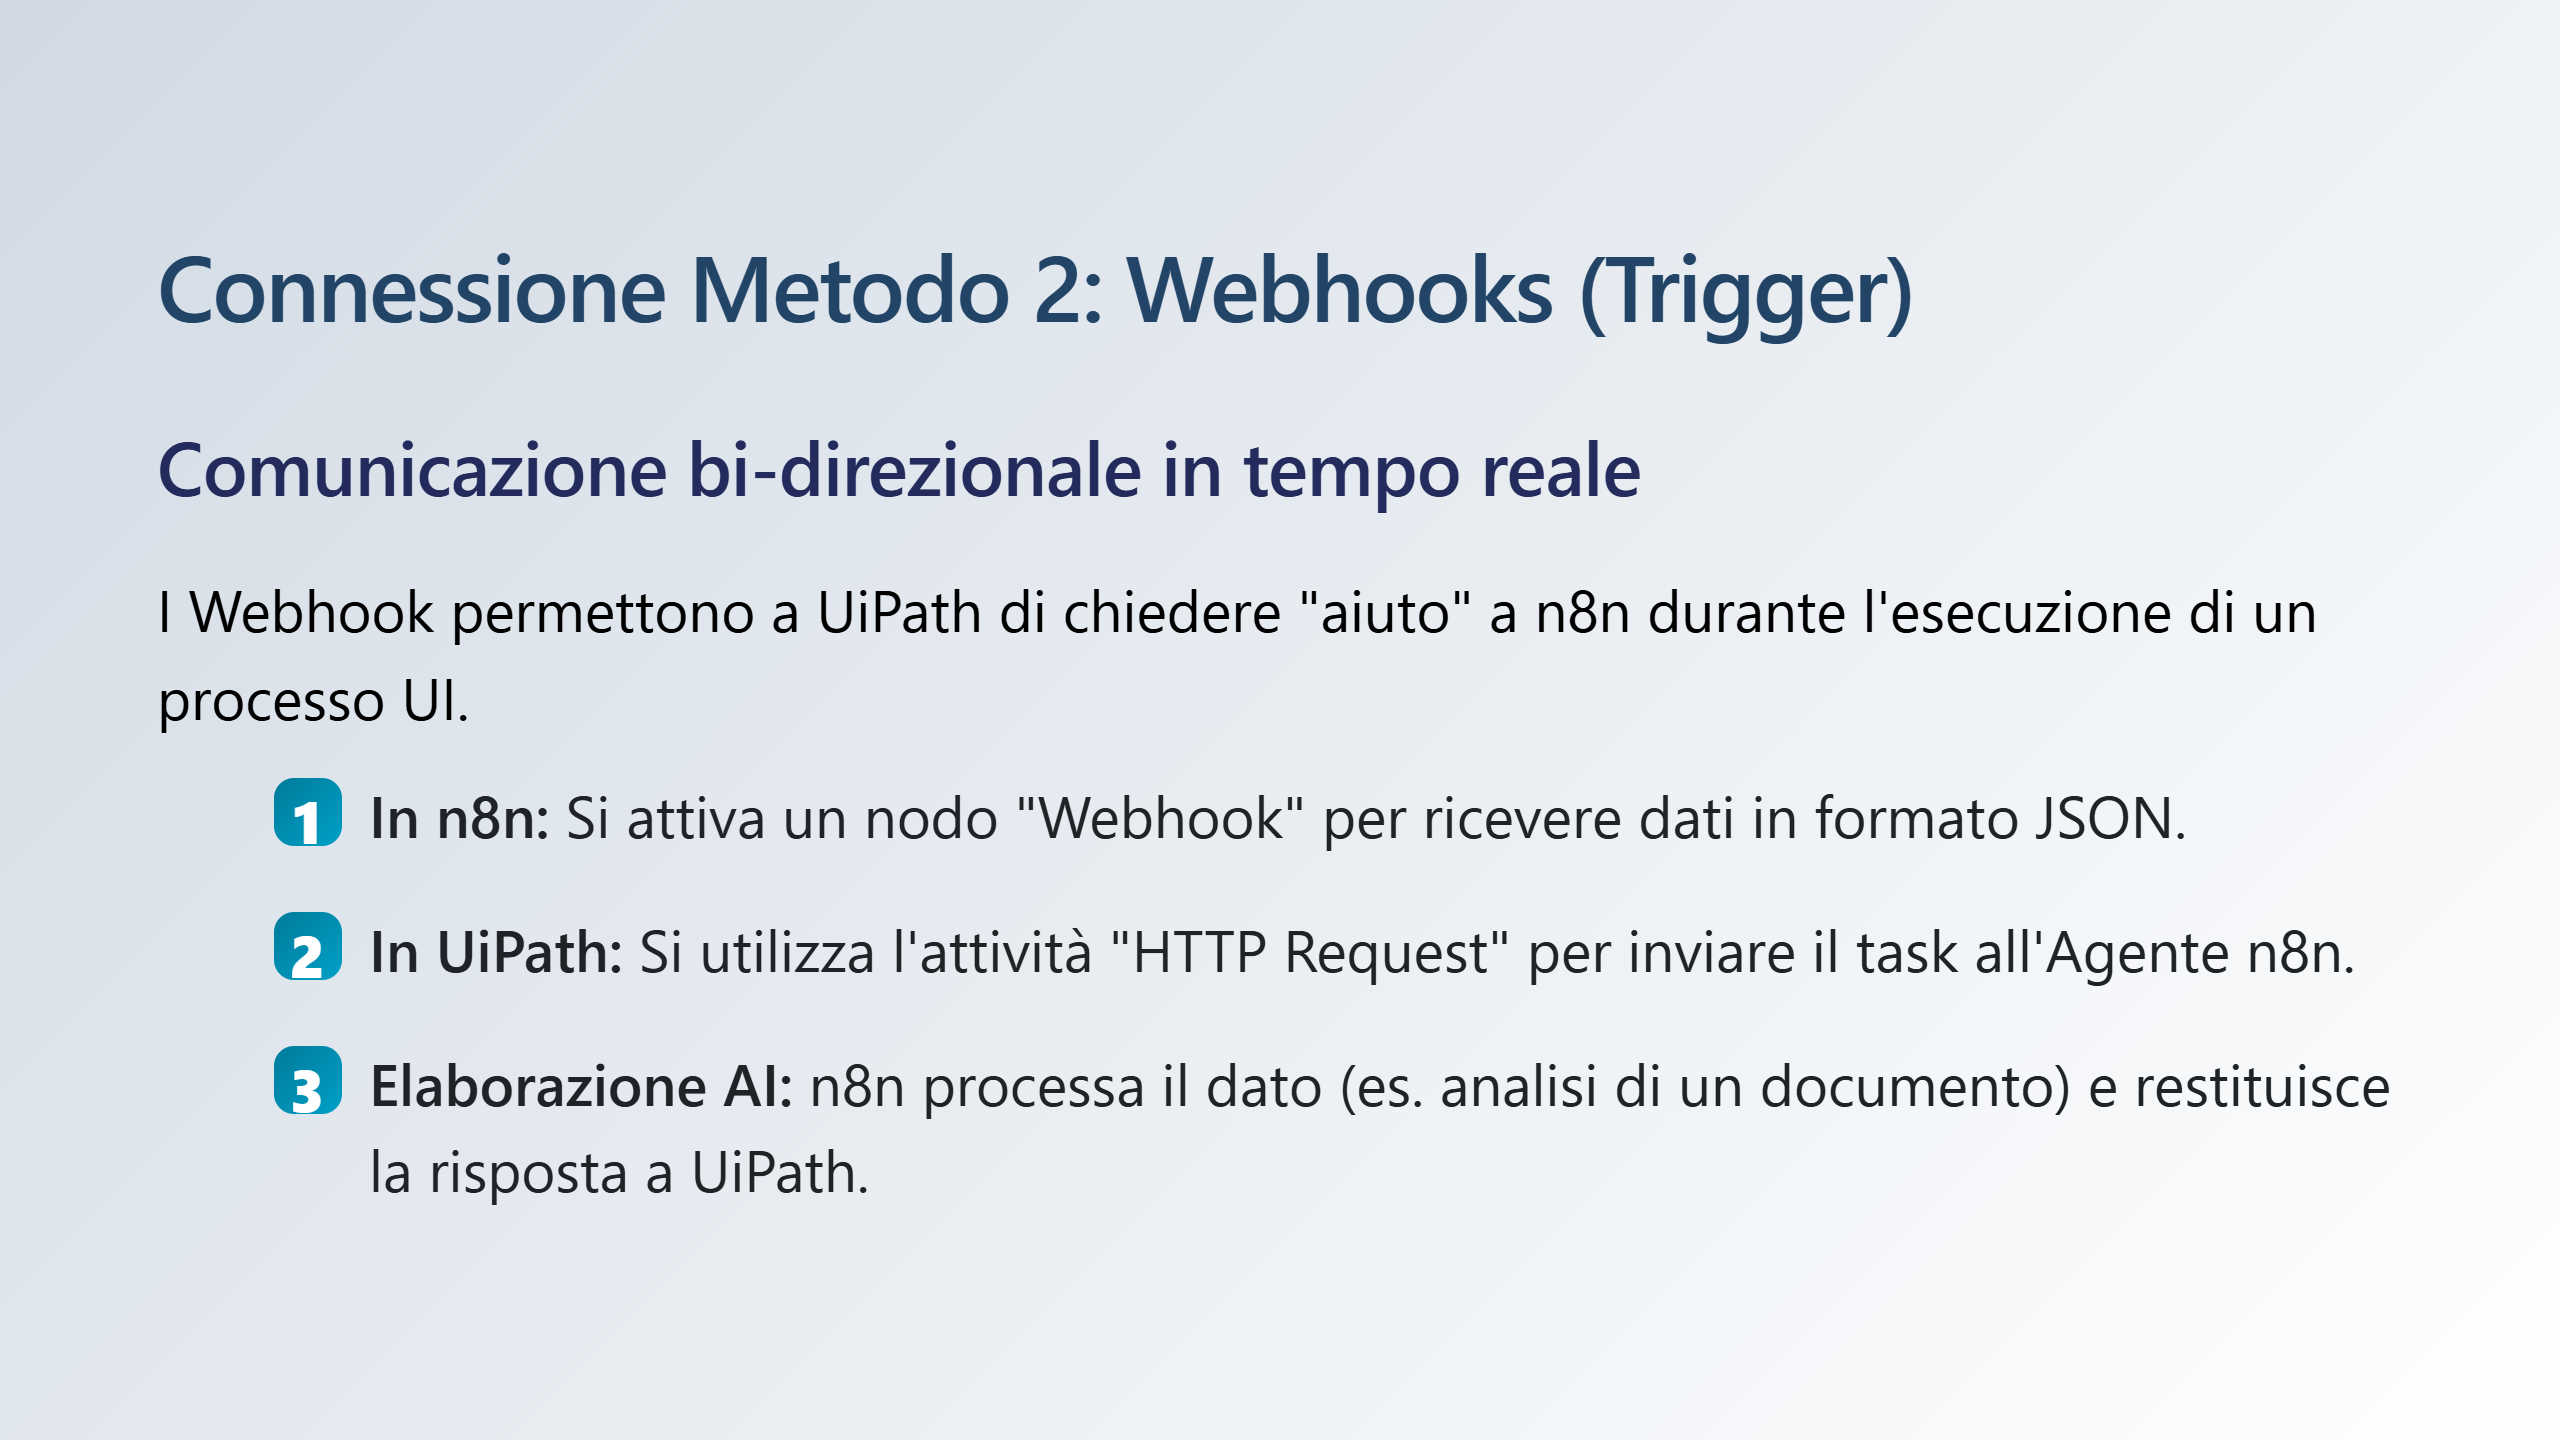 Connessione Metodo 2: Webhooks (Trigger)
Comunicazione bi-direzionale in tempo reale
I Webhook permettono a UiPath di chiedere "aiuto" a n8n durante l'esecuzione di un
processo UI.
1 In n8n: Si attiva un nodo "Webhook" per ricevere dati in formato JSON.
2 In UiPath: Si utilizza l'attività "HTTP Request" per inviare il task all'Agente n8n.
3 Elaborazione AI: n8n processa il dato (es. analisi di un documento) e restituisce
la risposta a UiPath.